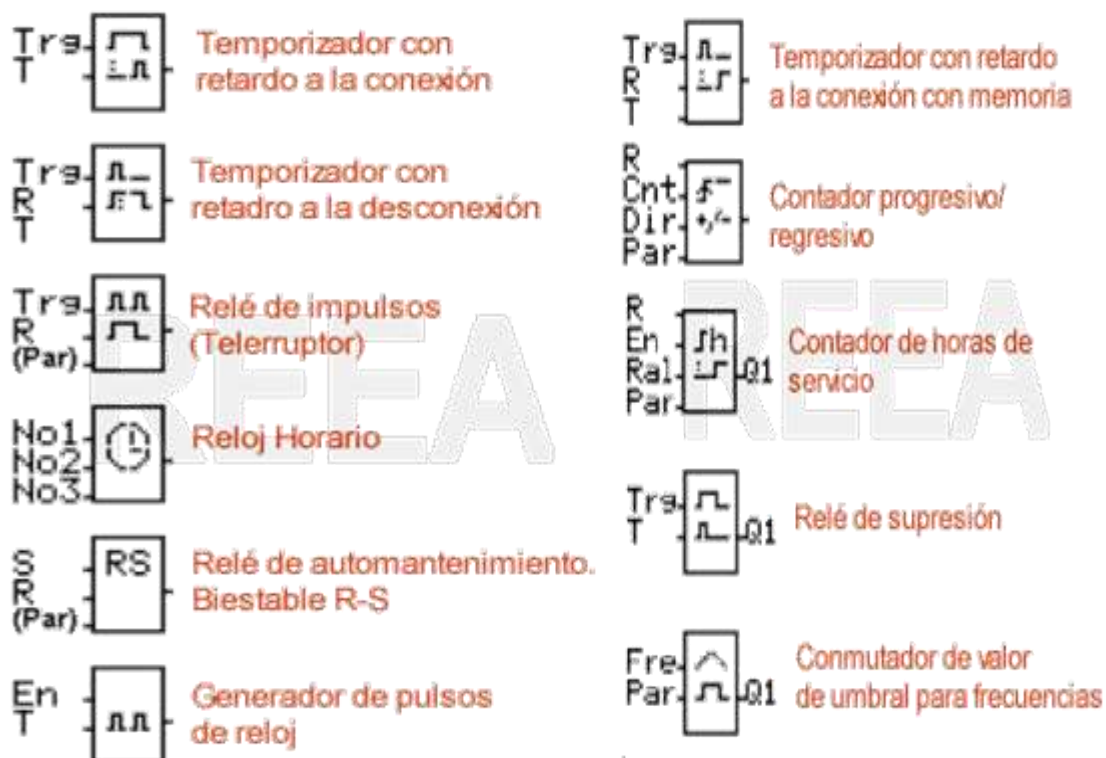 Trg
T
Temporizador con
retardo a la conexión
Trg
R
T
Temporizador con
retadro a la desconexión
Trg
R
(Par)
Relé de impulsos
(Telerruptor)
No1
No2
No3
Reloj Horario
S
R
(Par)
RS
Relé de automantenimiento.
Biestable R-S
En
T
Generador de pulsos
de reloj
Trg
R
T
Temporizador con retardo
a la conexión con memoria
R
Cnt
Dir
Par
+/-
Contador progresivo/
regresivo
R
En
Ral
Par
h
Q1
Contador de horas de
servicio
Trg
T
Q1
Relé de supresión
Fre
Par
Q1
Conmutador de valor
de umbral para frecuencias
REEA
REEA